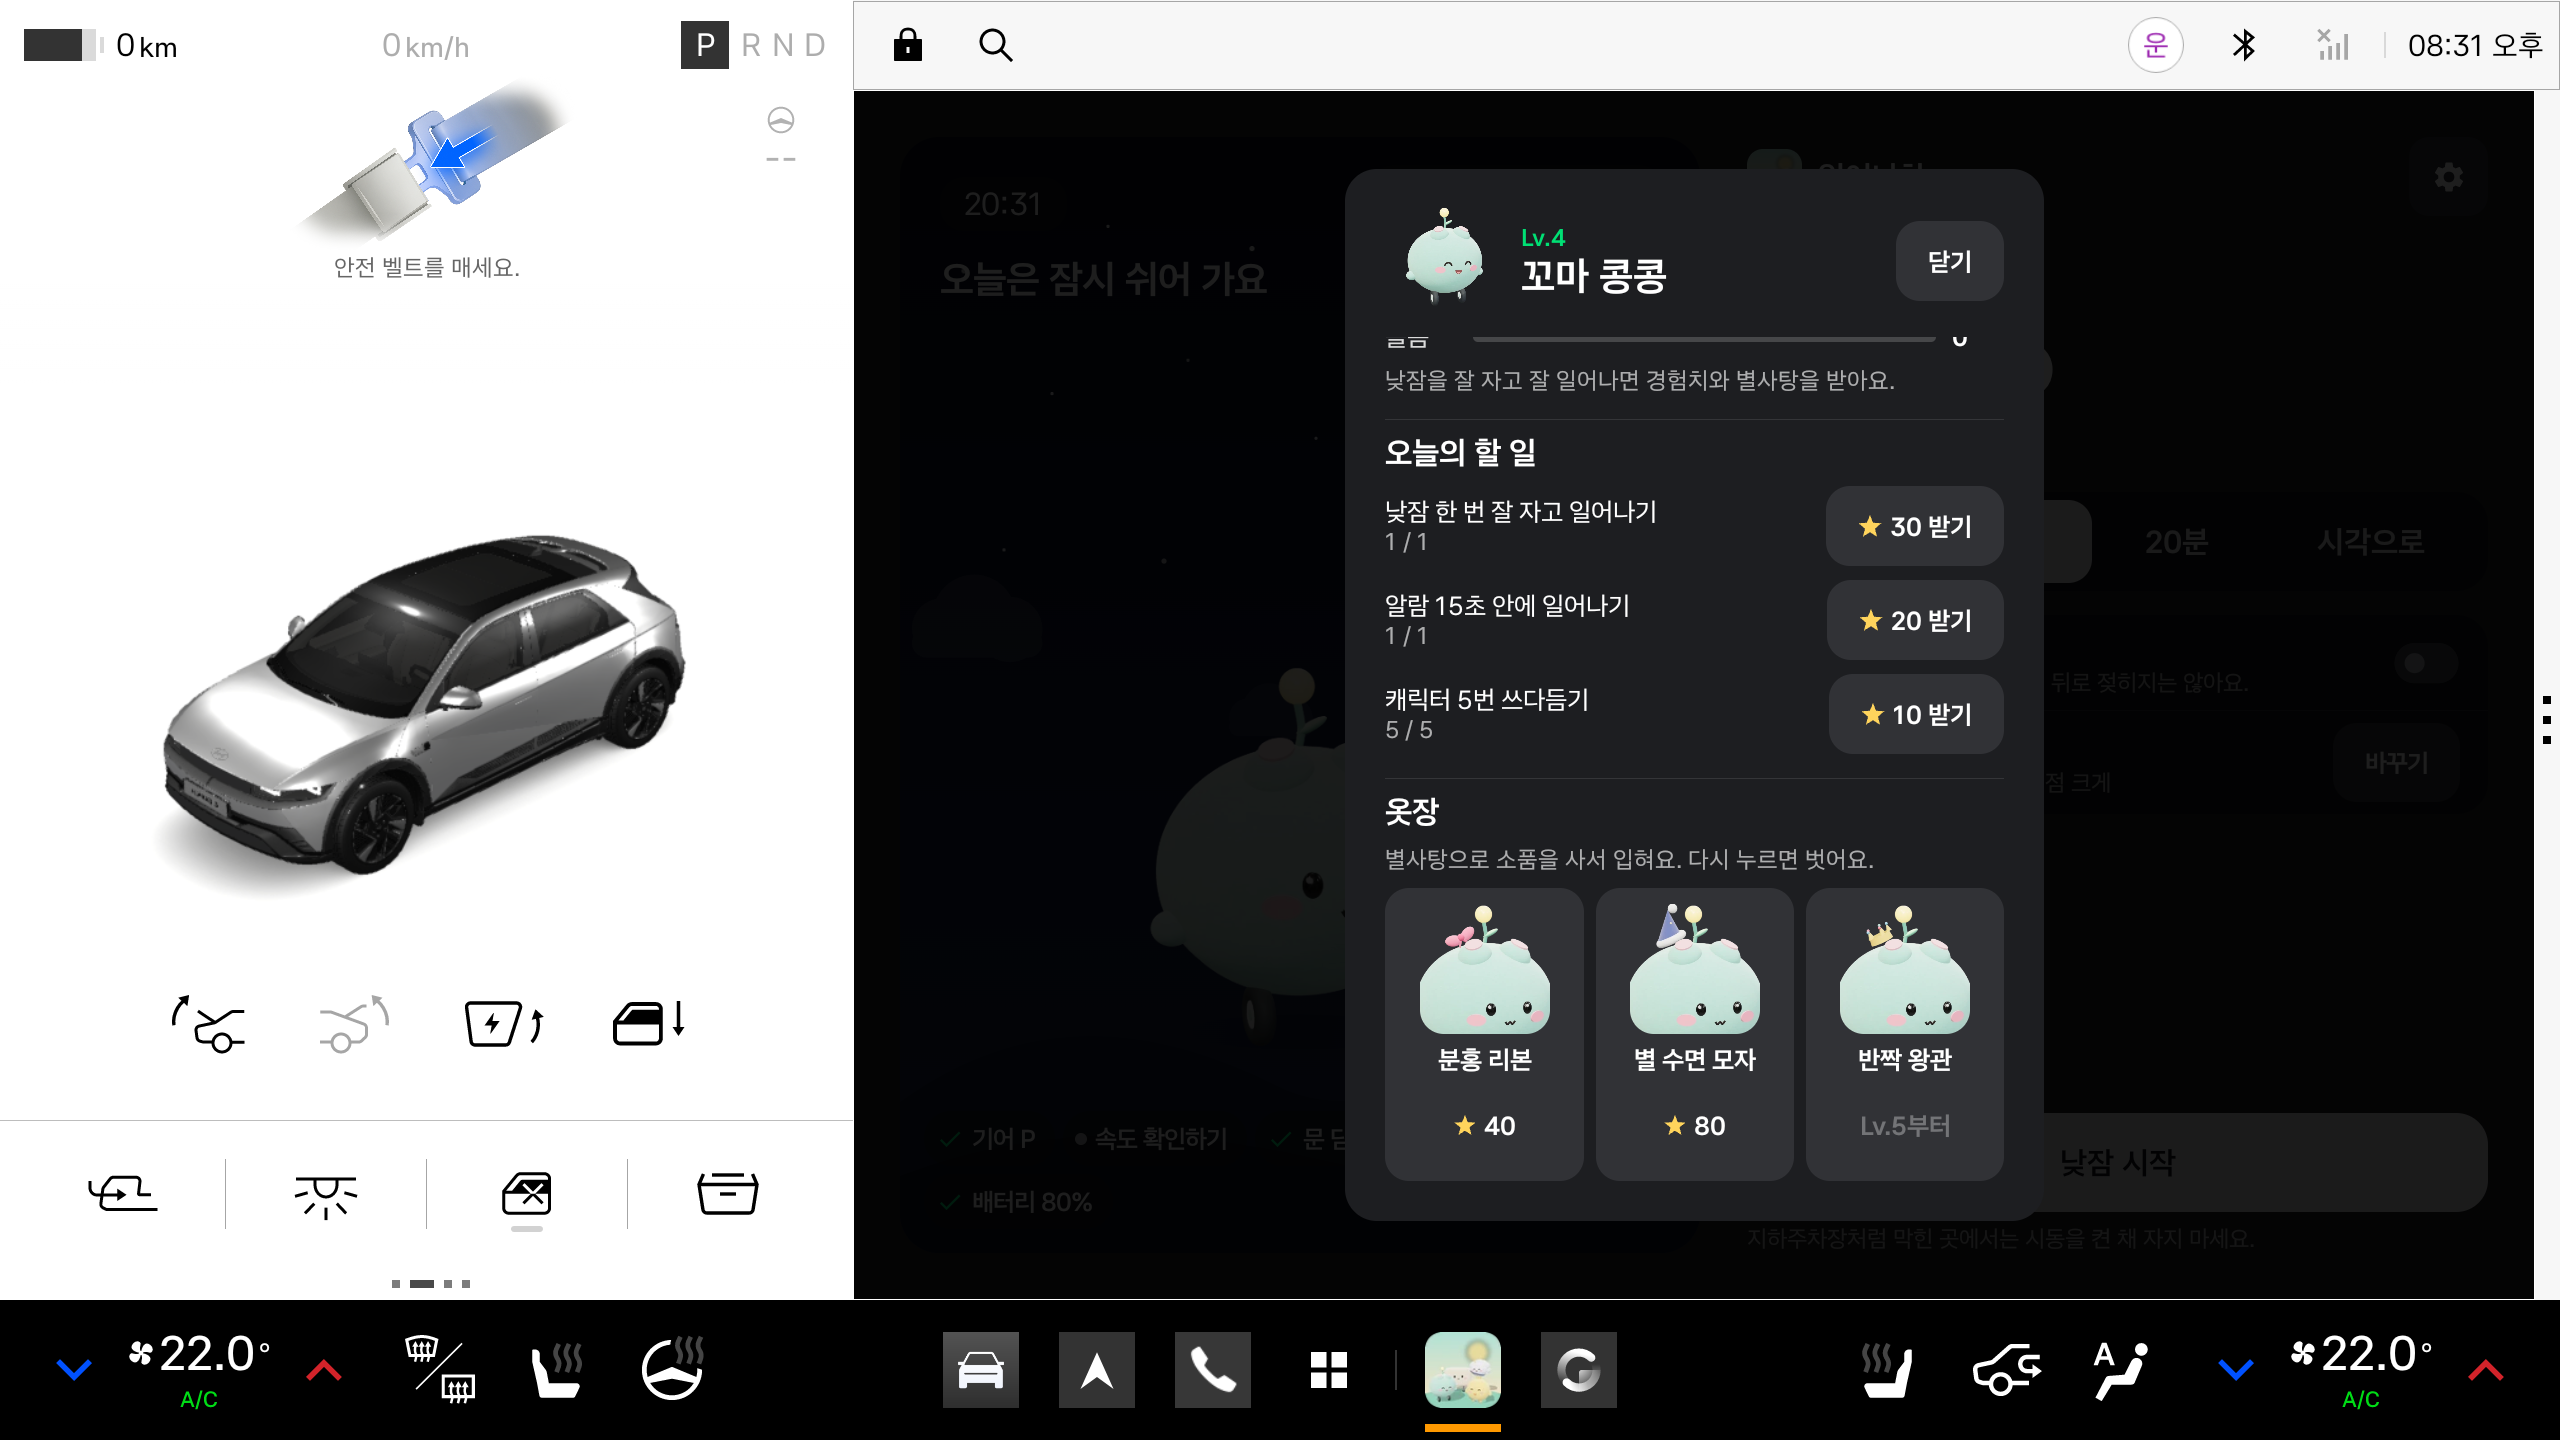 0 km
0 km/h
P R N D
운
08:31 오후
안전 벨트를 매세요.
20:31
오늘은 잠시 쉬어 가요
Lv.4
꼬마 콩콩
닫기
0
낮잠을 잘 자고 잘 일어나면 경험치와 별사탕을 받아요.
오늘의 할 일
낮잠 한 번 잘 자고 일어나기
1 / 1
30 받기
알람 15초 안에 일어나기
1 / 1
20 받기
캐릭터 5번 쓰다듬기
5 / 5
10 받기
20분
시각으로
뒤로 젖히지는 않아요.
점 크게
바꾸기
옷장
별사탕으로 소품을 사서 입혀요. 다시 누르면 벗어요.
분홍 리본
별 수면 모자
반짝 왕관
40
80
Lv.5부터
기어 P
속도 확인하기
문 닫
배터리 80%
낮잠 시작
지하주차장처럼 막힌 곳에서는 시동을 켠 채 자지 마세요.
22.0°
A/C
A
22.0°
A/C